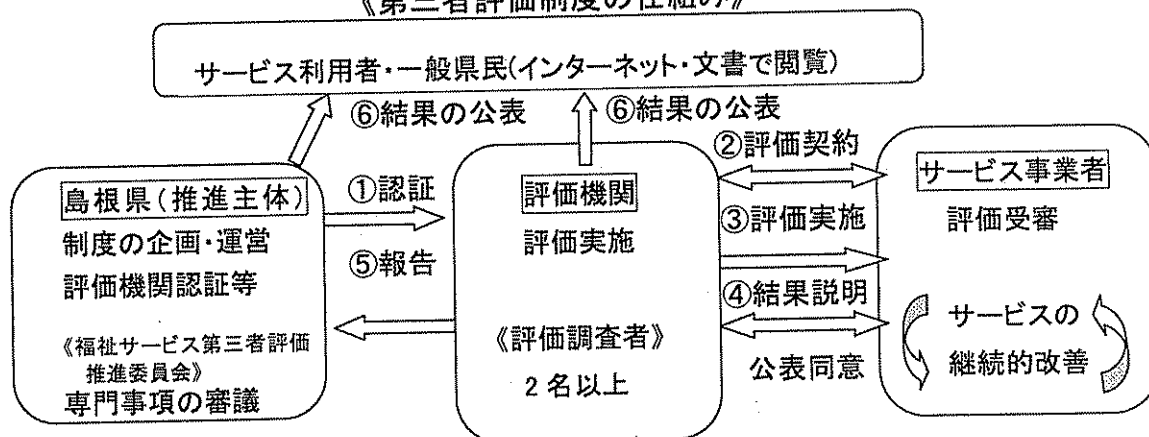 《第三者評価制度の仕組み》
サービス利用者・一般県民(インターネット・文書で閲覧)
⑥結果の公表
⑥結果の公表
島根県(推進主体)
制度の企画・運営
評価機関認証等
《福祉サービス第三者評価
推進委員会》
専門事項の審議
①認証
⑤報告
評価機関
評価実施
《評価調査者》
2名以上
②評価契約
③評価実施
④結果説明
公表同意
サービス事業者
評価受審
サービスの
継続的改善